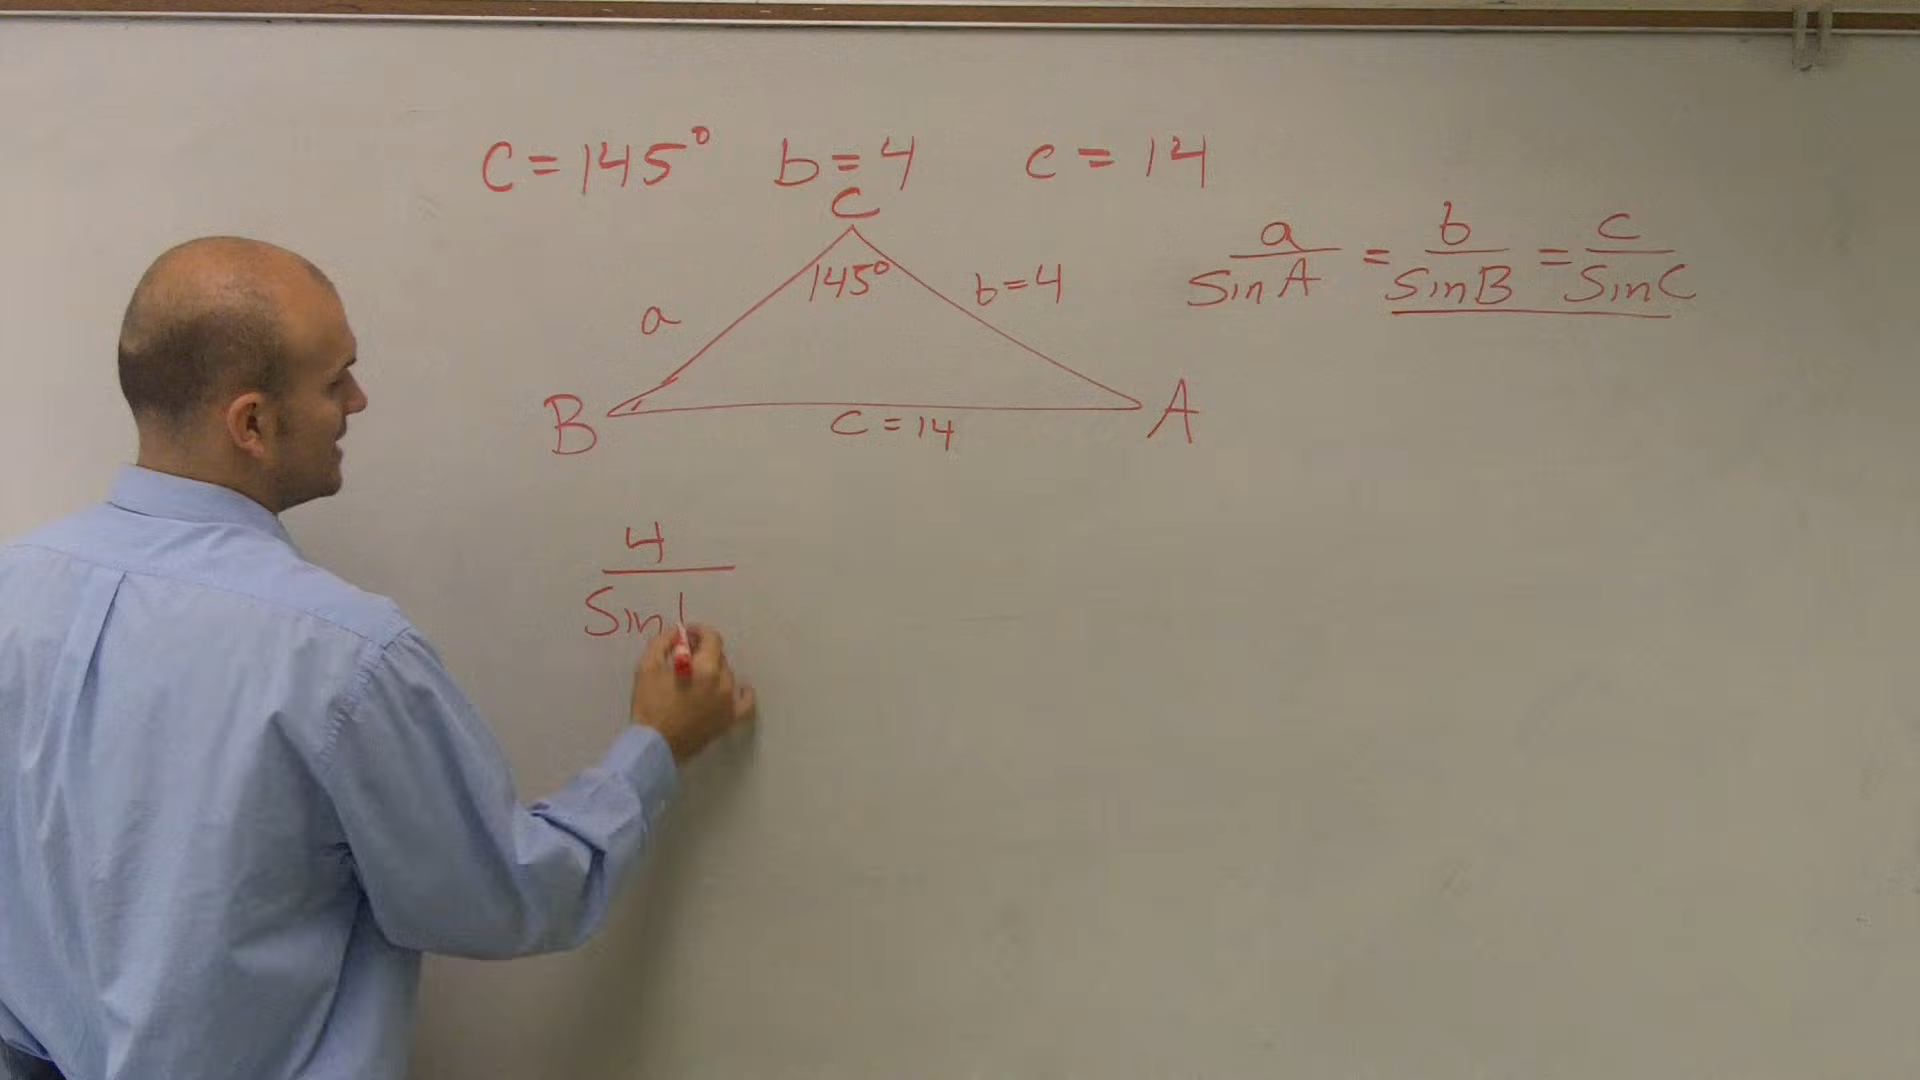 C = 145° b = 4 c = 14
C
145°
b = 4
a
B
A
c = 14
a/sin A = b/sin B = c/sin C
4
Sin